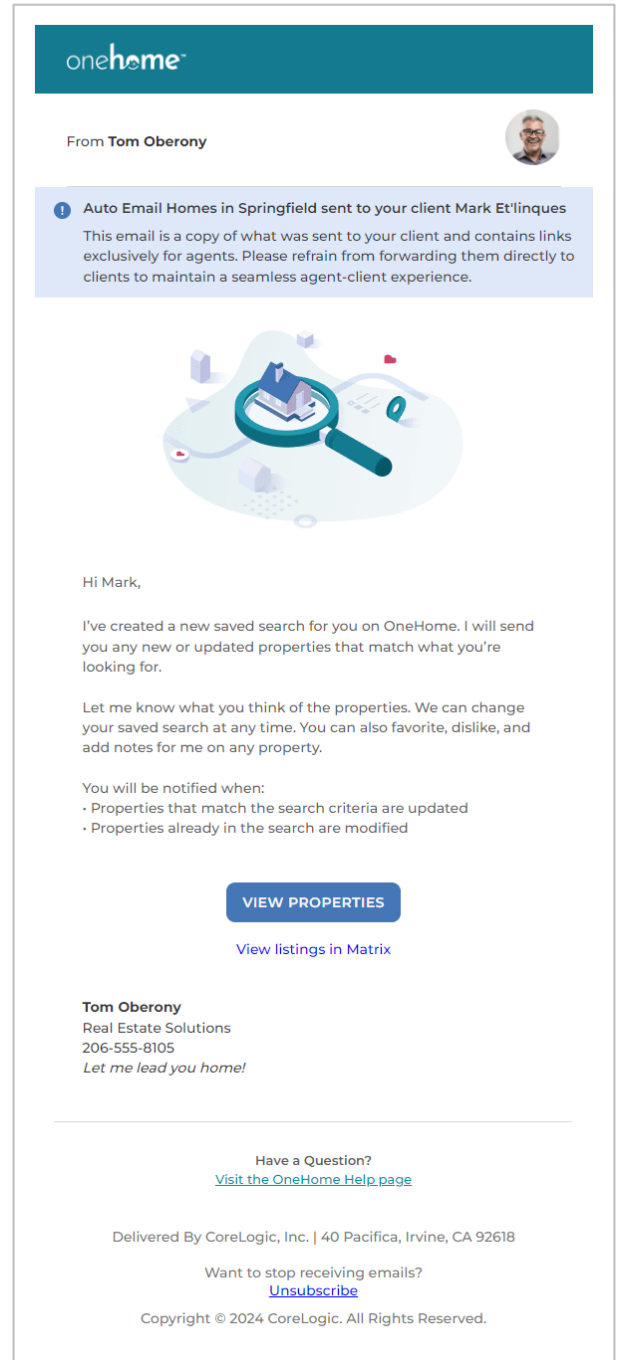 onehome™
From Tom Oberony
Auto Email Homes in Springfield sent to your client Mark Et'linques
This email is a copy of what was sent to your client and contains links
exclusively for agents. Please refrain from forwarding them directly to
clients to maintain a seamless agent-client experience.
Hi Mark,
I've created a new saved search for you on OneHome. I will send
you any new or updated properties that match what you're
looking for.
Let me know what you think of the properties. We can change
your saved search at any time. You can also favorite, dislike, and
add notes for me on any property.
You will be notified when:
• Properties that match the search criteria are updated
• Properties already in the search are modified
VIEW PROPERTIES
View listings in Matrix
Tom Oberony
Real Estate Solutions
206-555-8105
Let me lead you home!
Have a Question?
Visit the OneHome Help page
Delivered By CoreLogic, Inc. | 40 Pacifica, Irvine, CA 92618
Want to stop receiving emails?
Unsubscribe
Copyright © 2024 CoreLogic. All Rights Reserved.